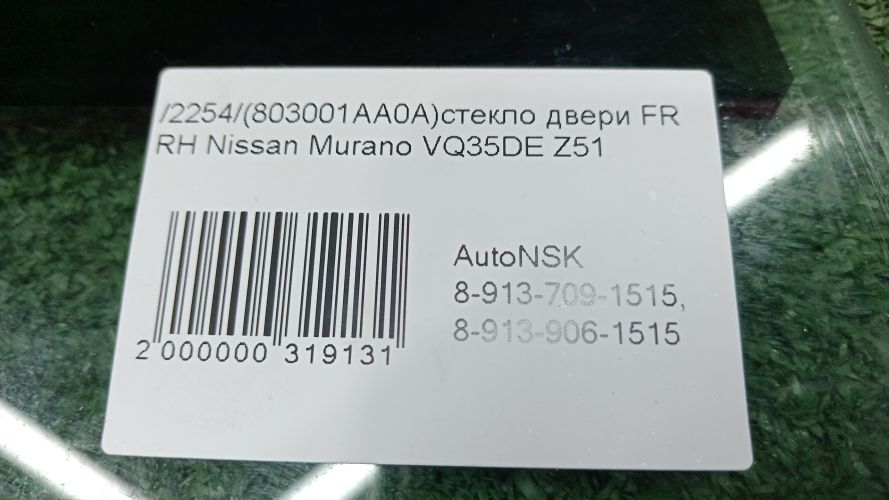 /2254/(803001AA0A)стекло двери FR
RH Nissan Murano VQ35DE Z51
AutoNSK
8-913-709-1515,
8-913-906-1515
2 000000 319131